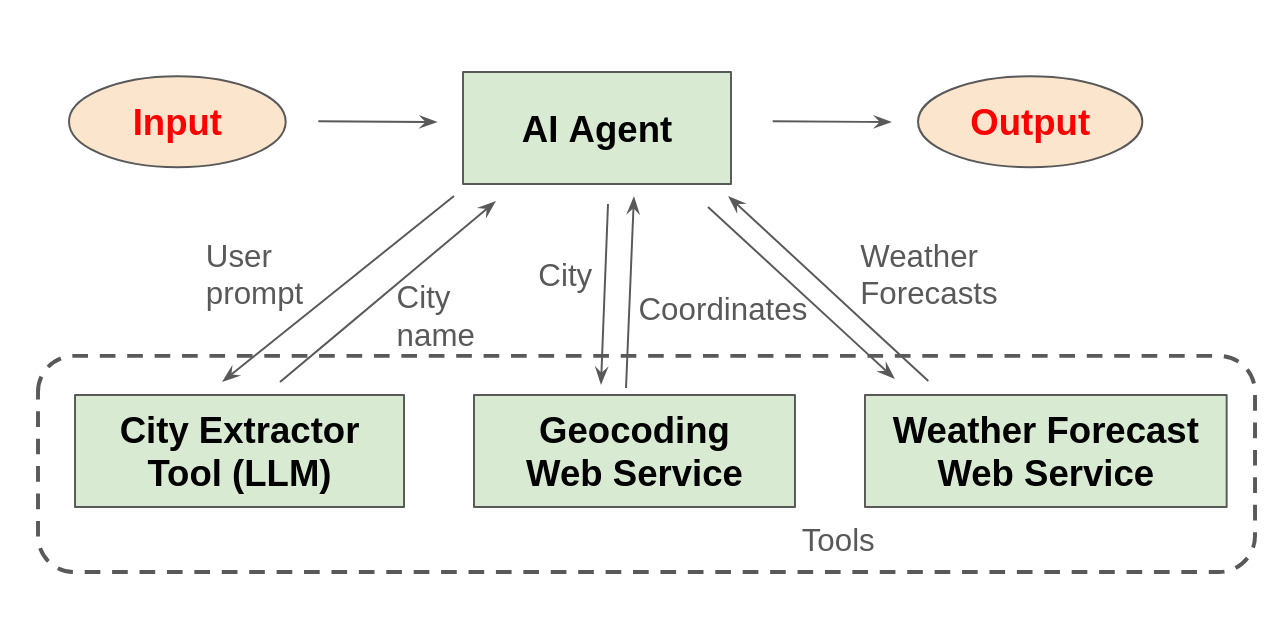 Input
AI Agent
Output
User
prompt
City
name
City
Coordinates
Weather
Forecasts
City Extractor
Tool (LLM)
Geocoding
Web Service
Weather Forecast
Web Service
Tools